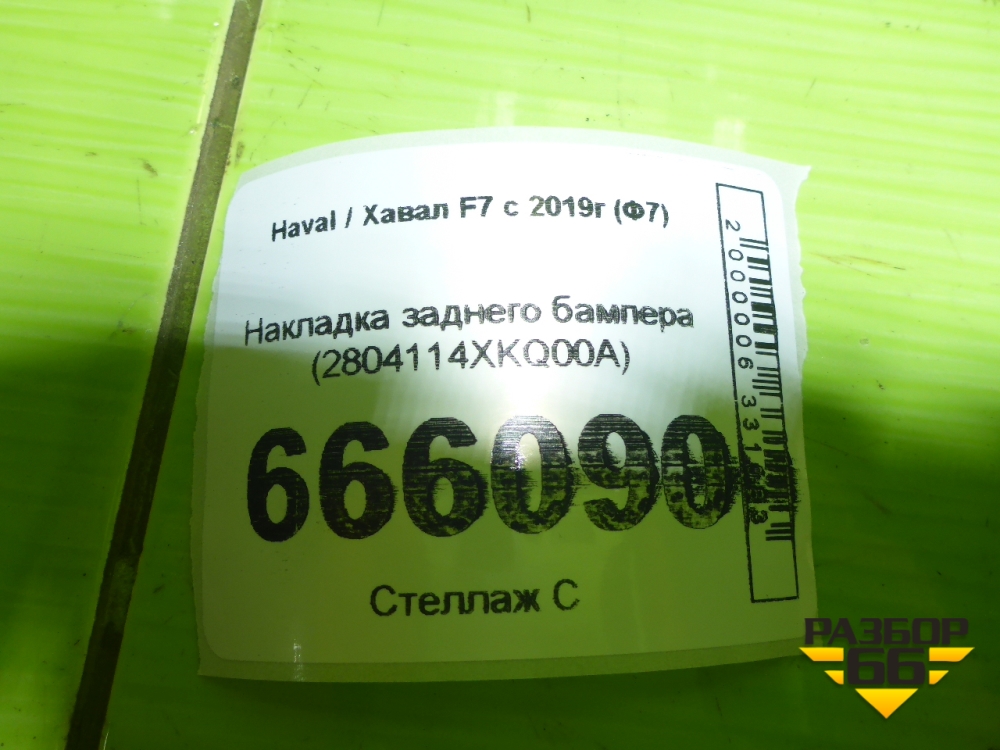 Haval / Хавал F7 с 2019г (Ф7)
Накладка заднего бампера
(2804114XKQ00A)
666090
Стеллаж С
РАЗБОР
66